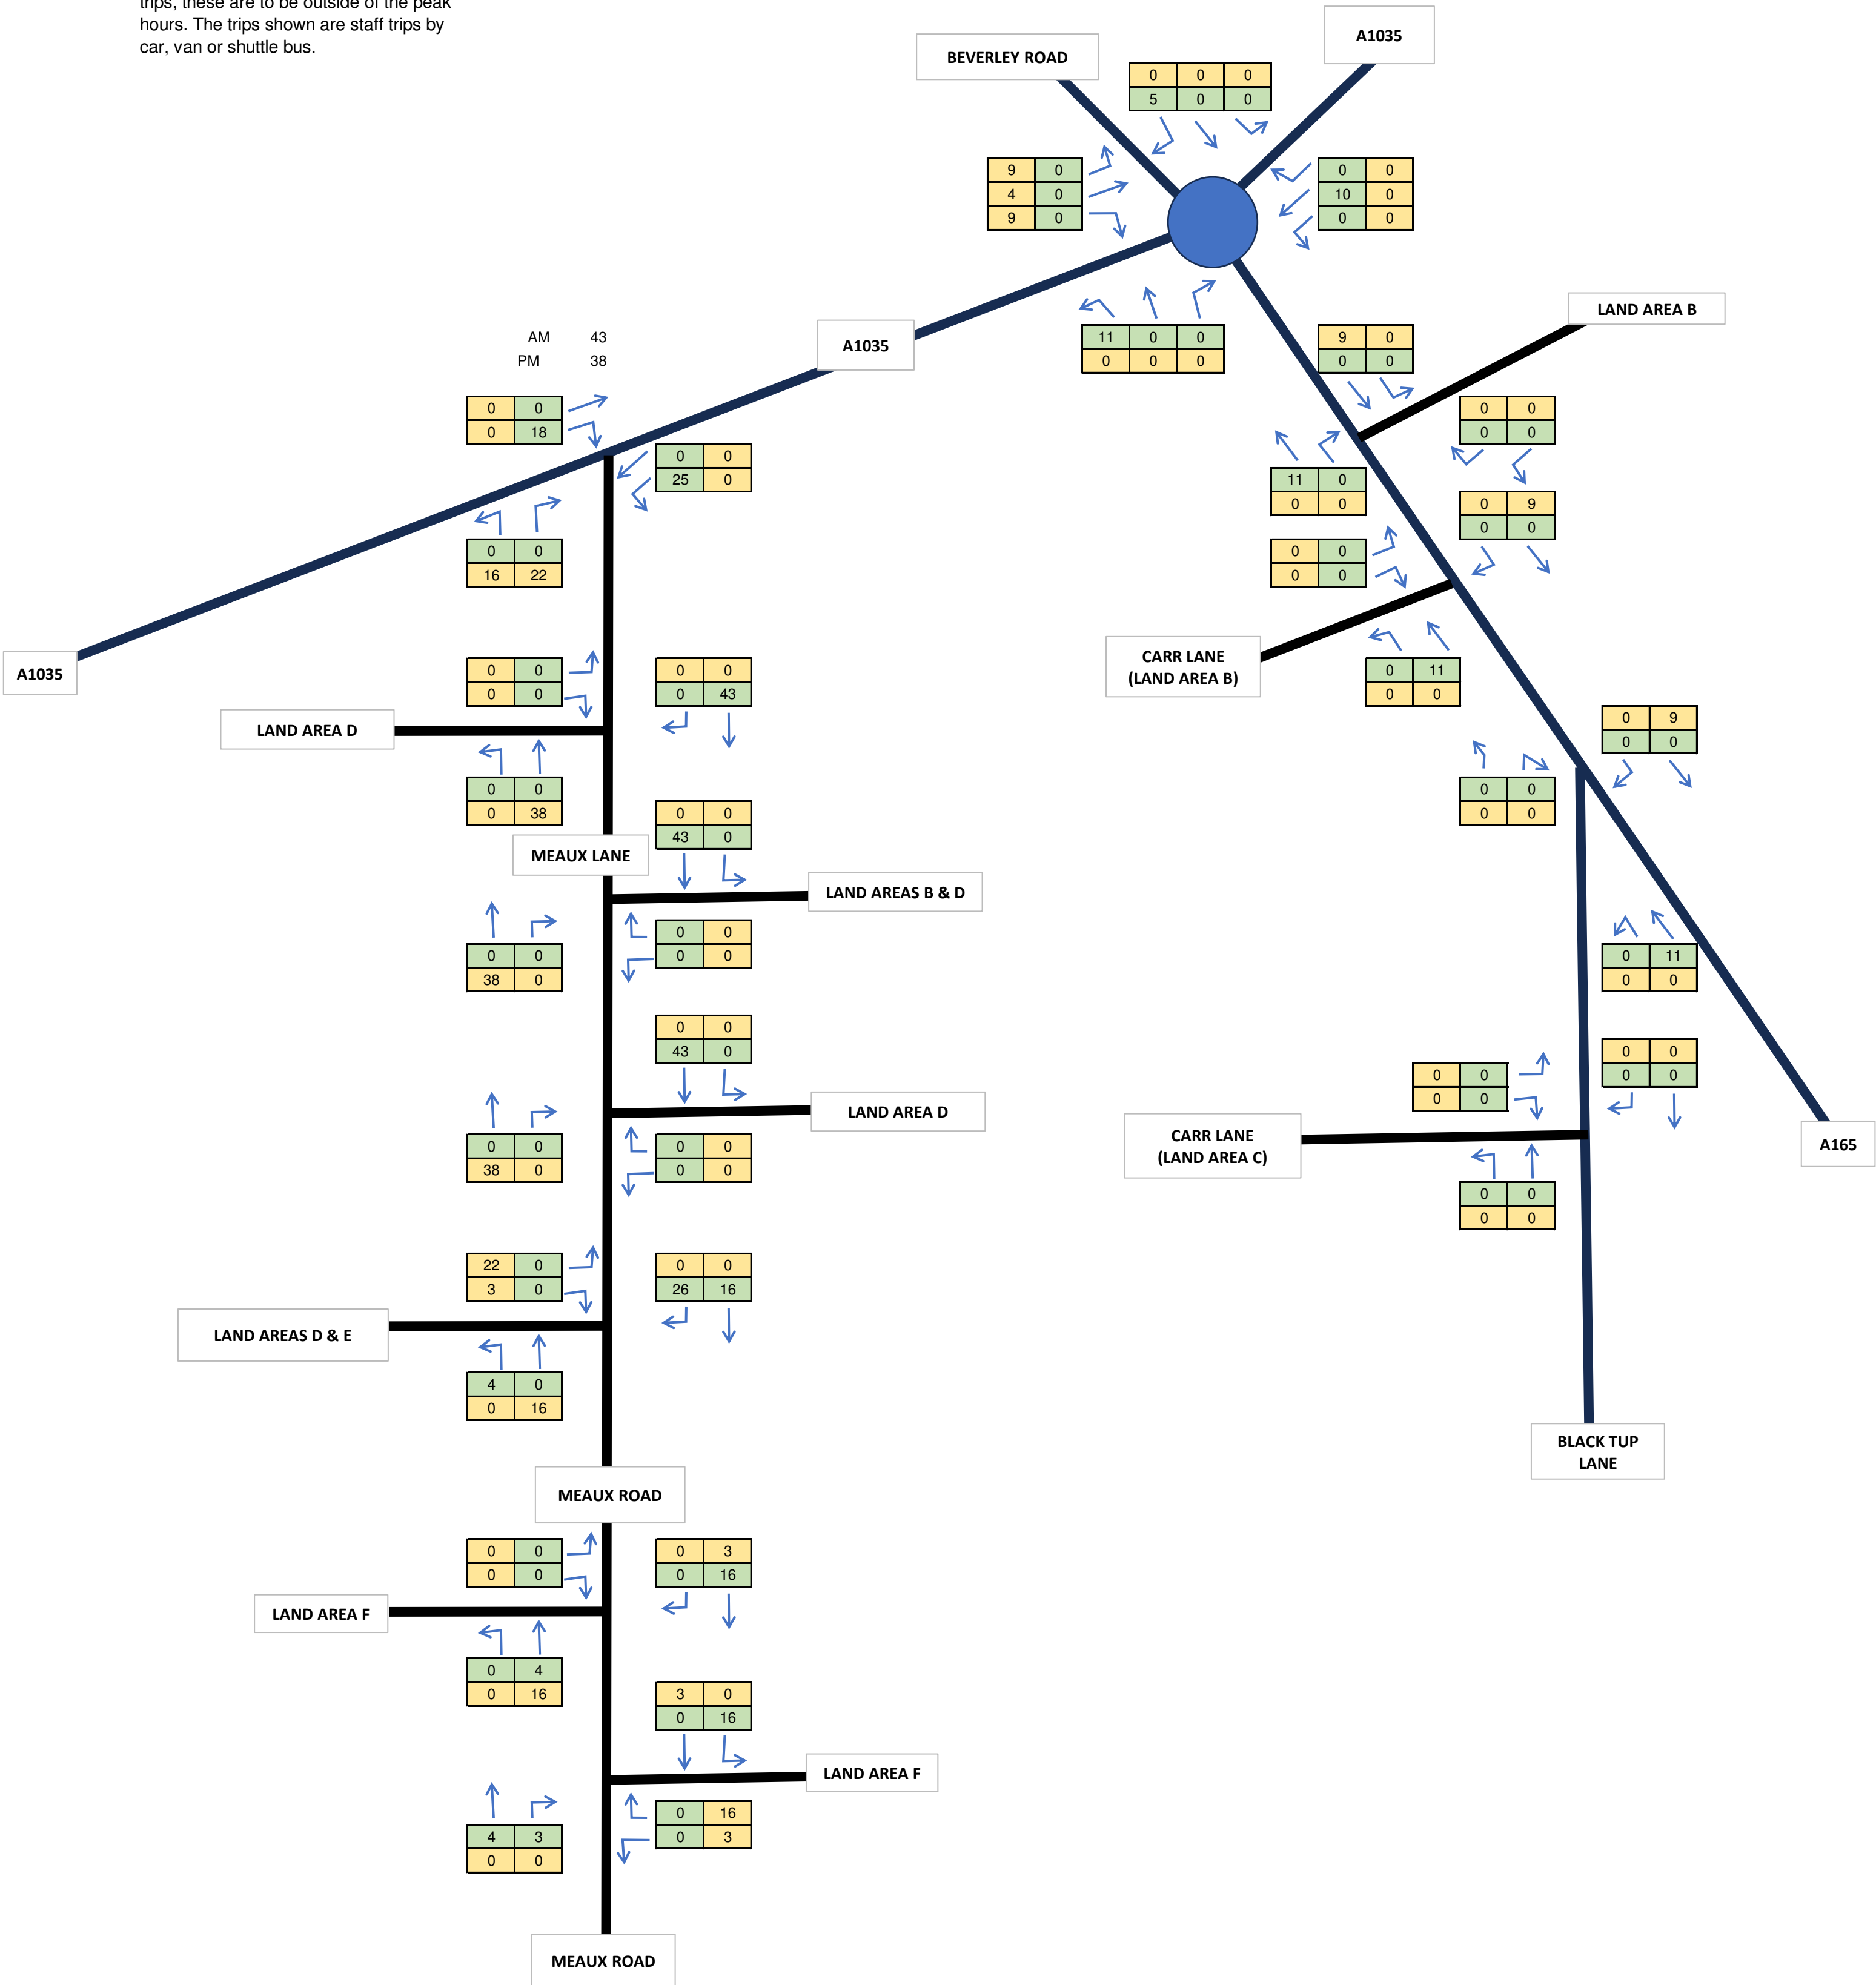 trips, these are to be outside of the peak
hours. The trips shown are staff trips by
car, van or shuttle bus.
A1035
BEVERLEY ROAD
0 0 0
5 0 0
9 0
4 0
9 0
0 0
10 0
0 0
LAND AREA B
11 0 0
0 0 0
9 0
0 0
AM 43
PM 38
A1035
0 0
0 18
0 0
25 0
0 0
0 0
11 0
0 0
0 9
0 0
0 0
16 22
0 0
0 0
A1035
0 0
0 0
0 0
0 43
CARR LANE
(LAND AREA B)
0 11
0 0
LAND AREA D
0 9
0 0
0 0
0 38
0 0
0 0
0 0
43 0
MEAUX LANE
LAND AREAS B & D
0 0
38 0
0 0
0 0
0 11
0 0
0 0
43 0
0 0
0 0
0 0
0 0
LAND AREA D
CARR LANE
(LAND AREA C)
A165
0 0
38 0
0 0
0 0
0 0
0 0
22 0
3 0
0 0
26 16
LAND AREAS D & E
4 0
0 16
BLACK TUP
LANE
MEAUX ROAD
0 0
0 0
0 3
0 16
LAND AREA F
0 4
0 16
3 0
0 16
LAND AREA F
4 3
0 0
0 16
0 3
MEAUX ROAD